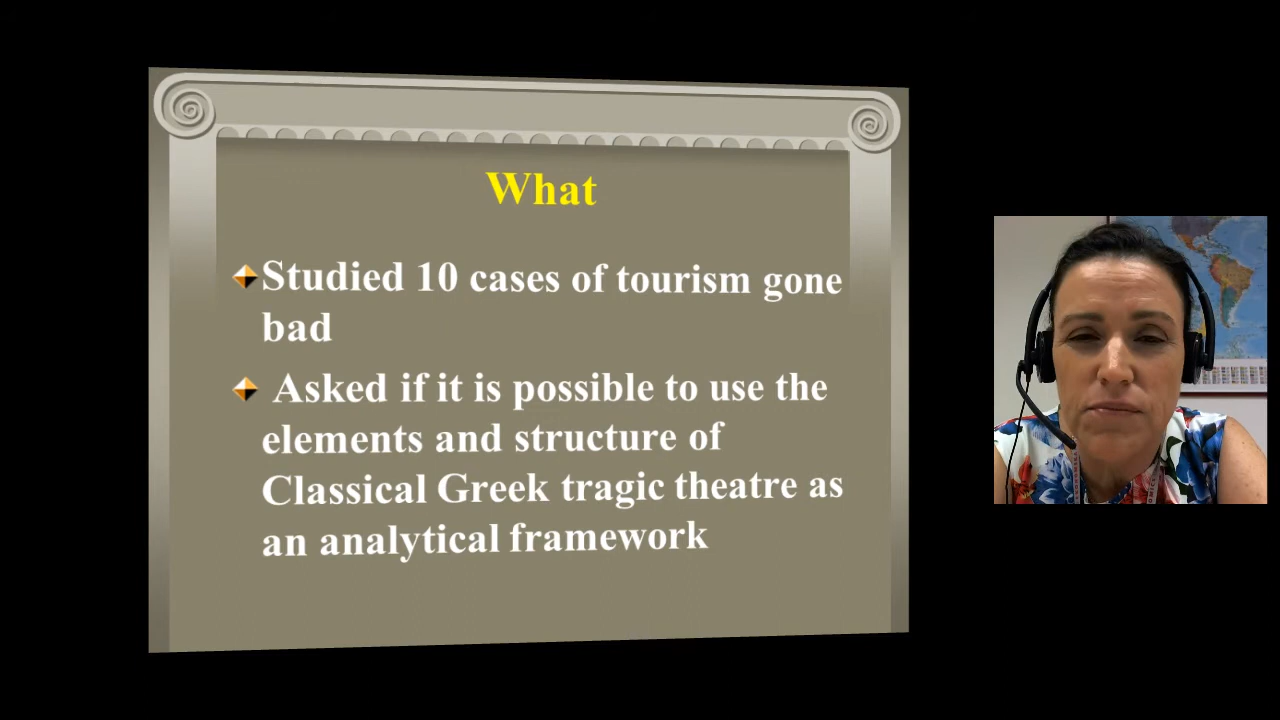 What
Studied 10 cases of tourism gone
bad
Asked if it is possible to use the
elements and structure of
Classical Greek tragic theatre as
an analytical framework